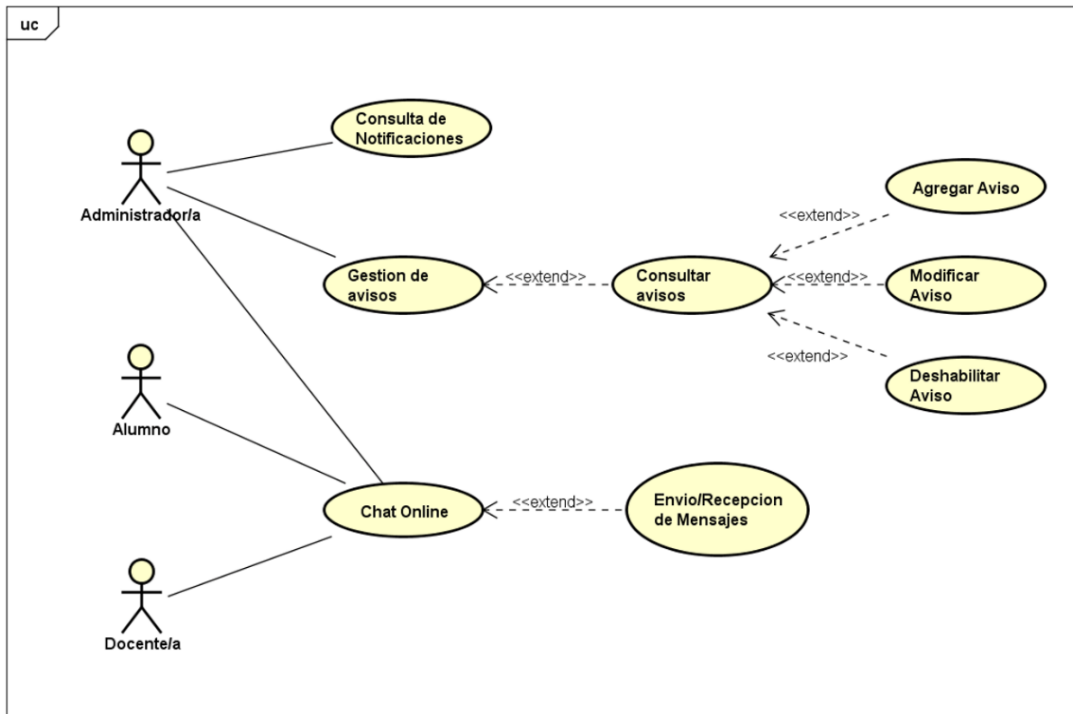 uc
Consulta de
Notificaciones
Administrador/a
Agregar Aviso
<<extend>>
Gestion de
avisos
<<extend>>
Consultar
avisos
<<extend>>
Modificar
Aviso
<<extend>>
Deshabilitar
Aviso
Alumno
Chat Online
<<extend>>
Envio/Recepcion
de Mensajes
Docente/a